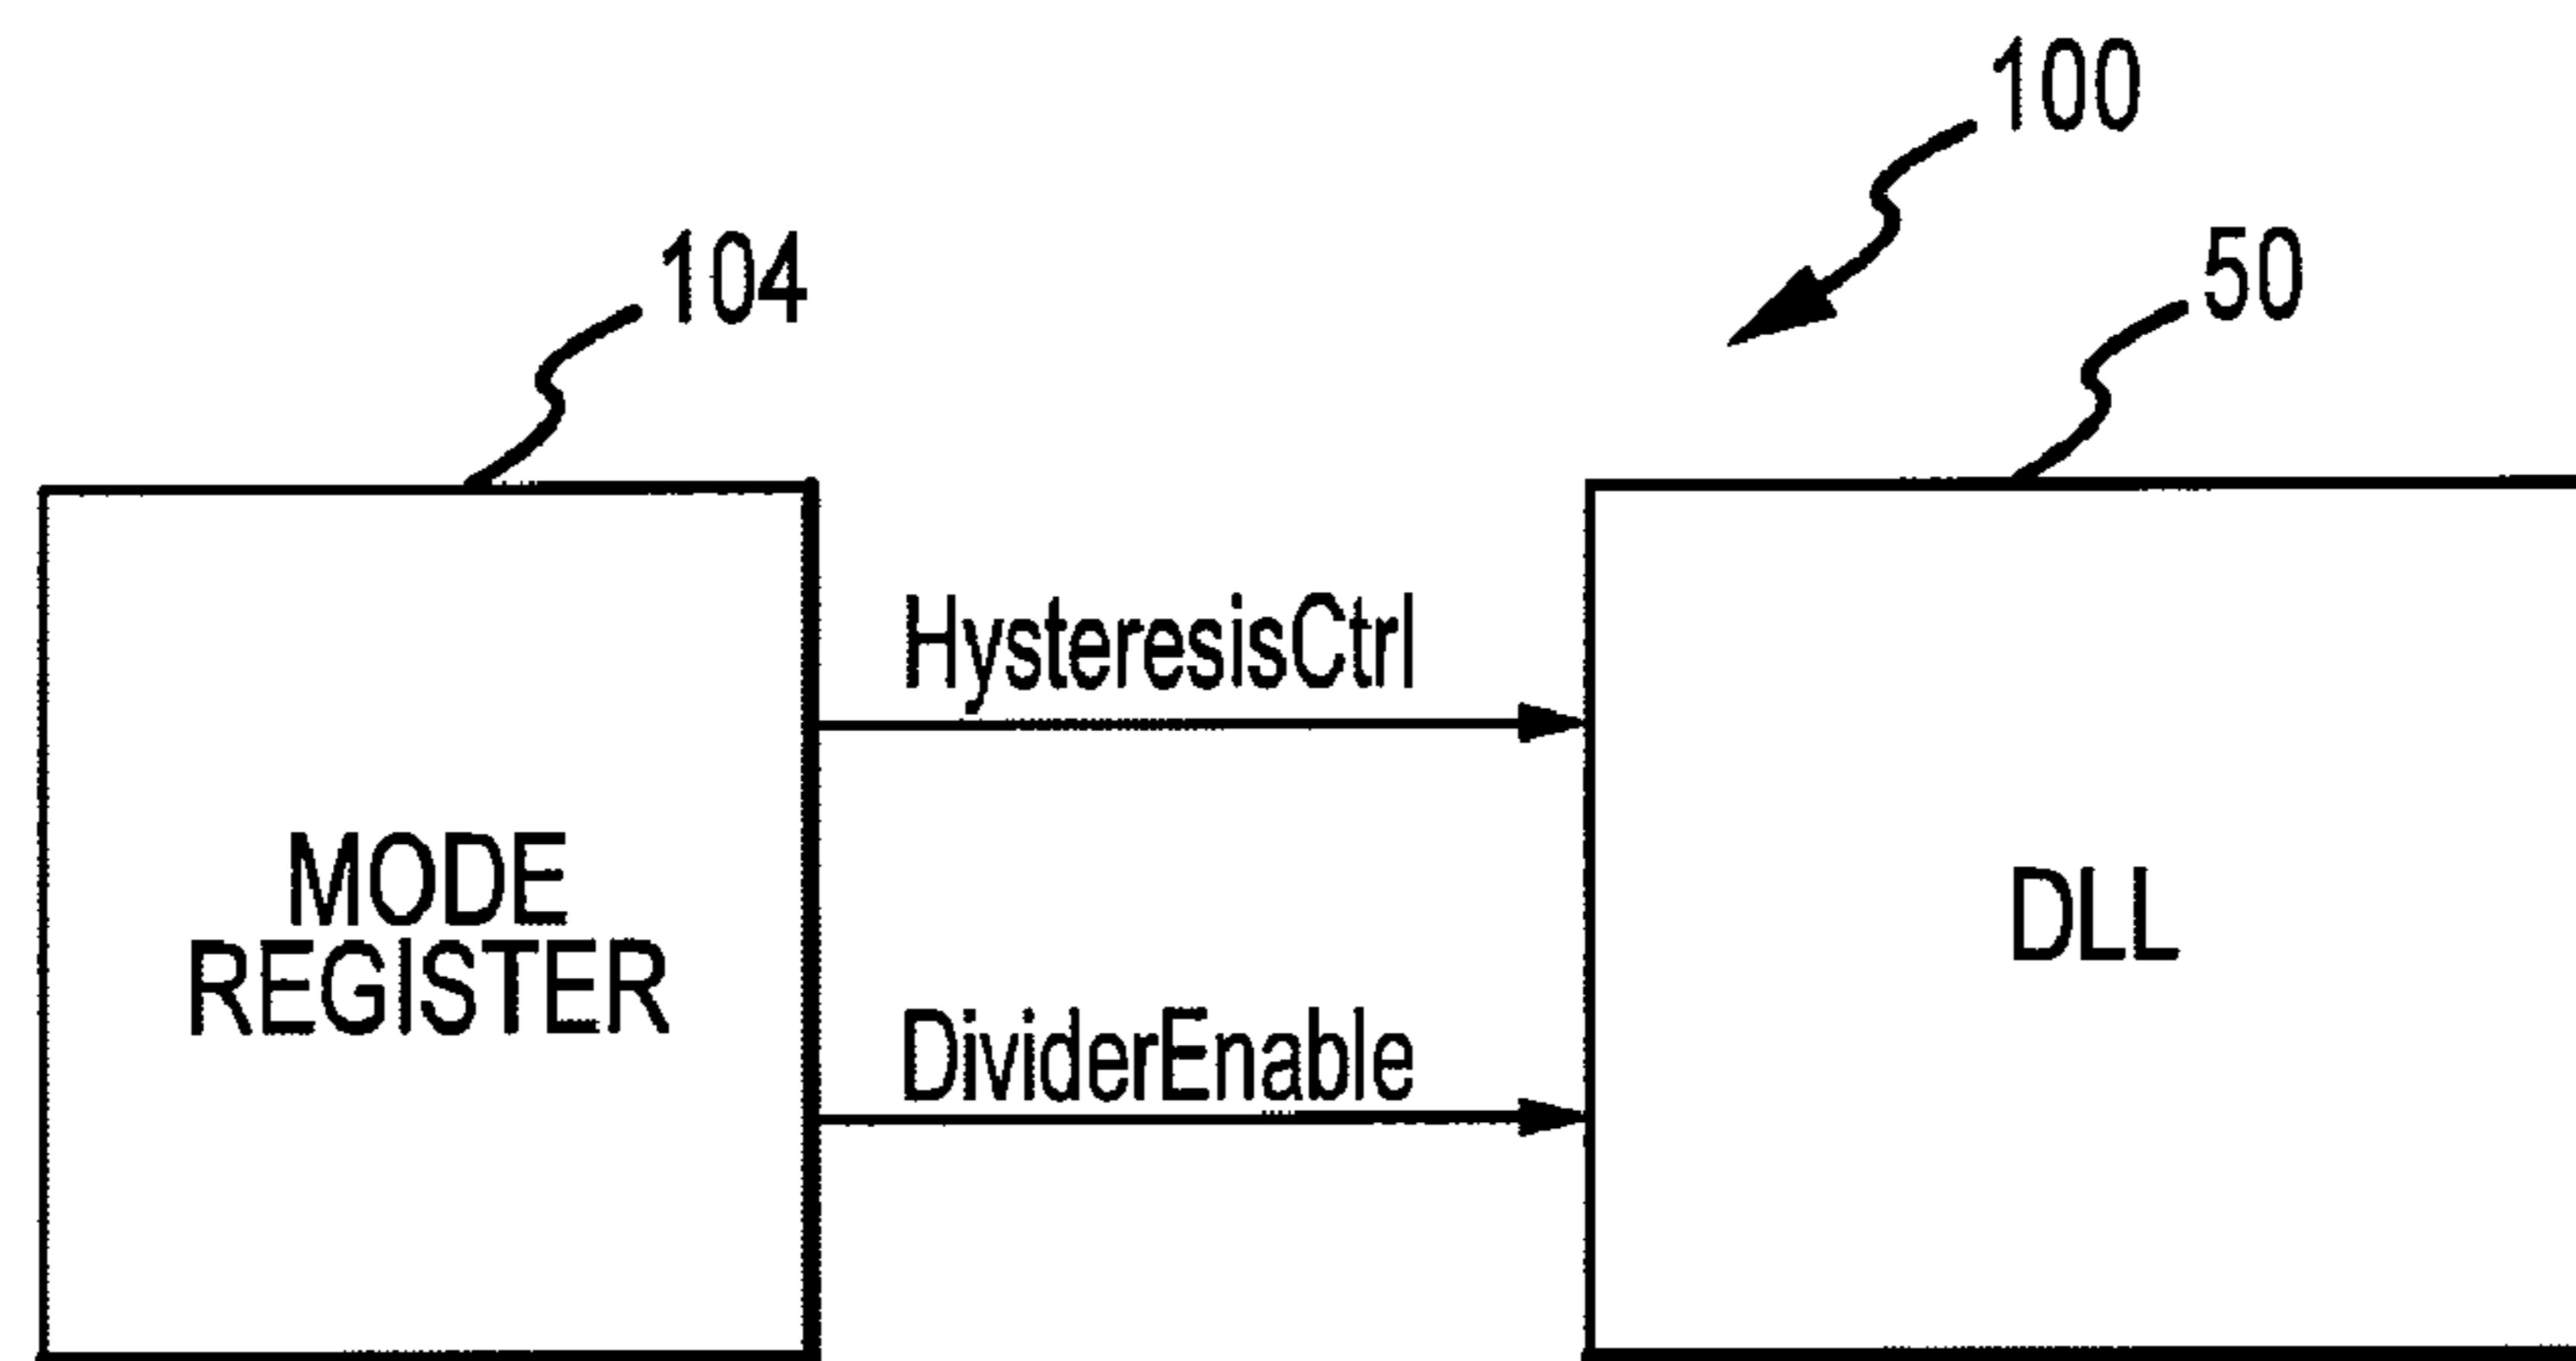 100
104
50
HysteresisCtrl
MODE
REGISTER
DLL
DividerEnable